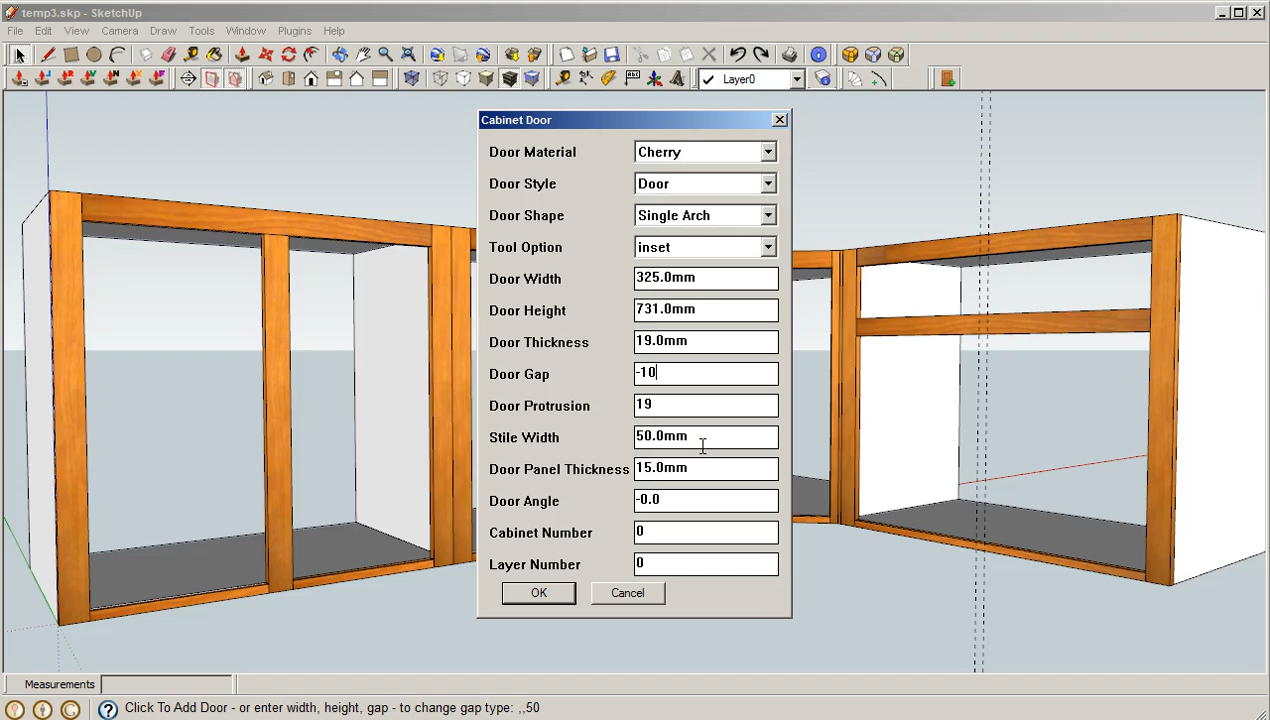 temp3.skp - SketchUp
File Edit View Camera Draw Tools Window Plugins Help
ABC
Layer0
Cabinet Door
Door Material Cherry
Door Style Door
Door Shape Single Arch
Tool Option inset
Door Width 325.0mm
Door Height 731.0mm
Door Thickness 19.0mm
Door Gap -10
Door Protrusion 19
Stile Width 50.0mm
Door Panel Thickness 15.0mm
Door Angle -0.0
Cabinet Number 0
Layer Number 0
OK Cancel
Measurements
Click To Add Door - or enter width, height, gap - to change gap type: ,,50